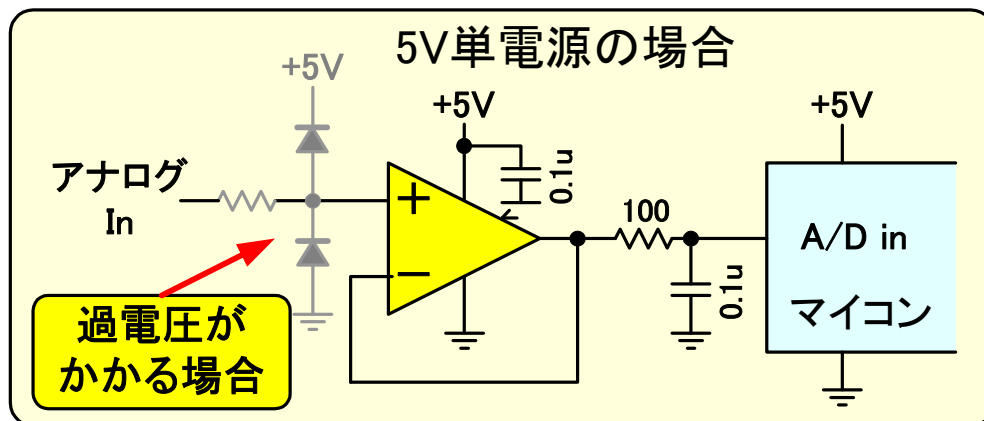 5V単電源の場合
+5V
+5V
+5V
アナログ
In
+
−
0.1u
100
0.1u
A/D in
マイコン
過電圧が
かかる場合